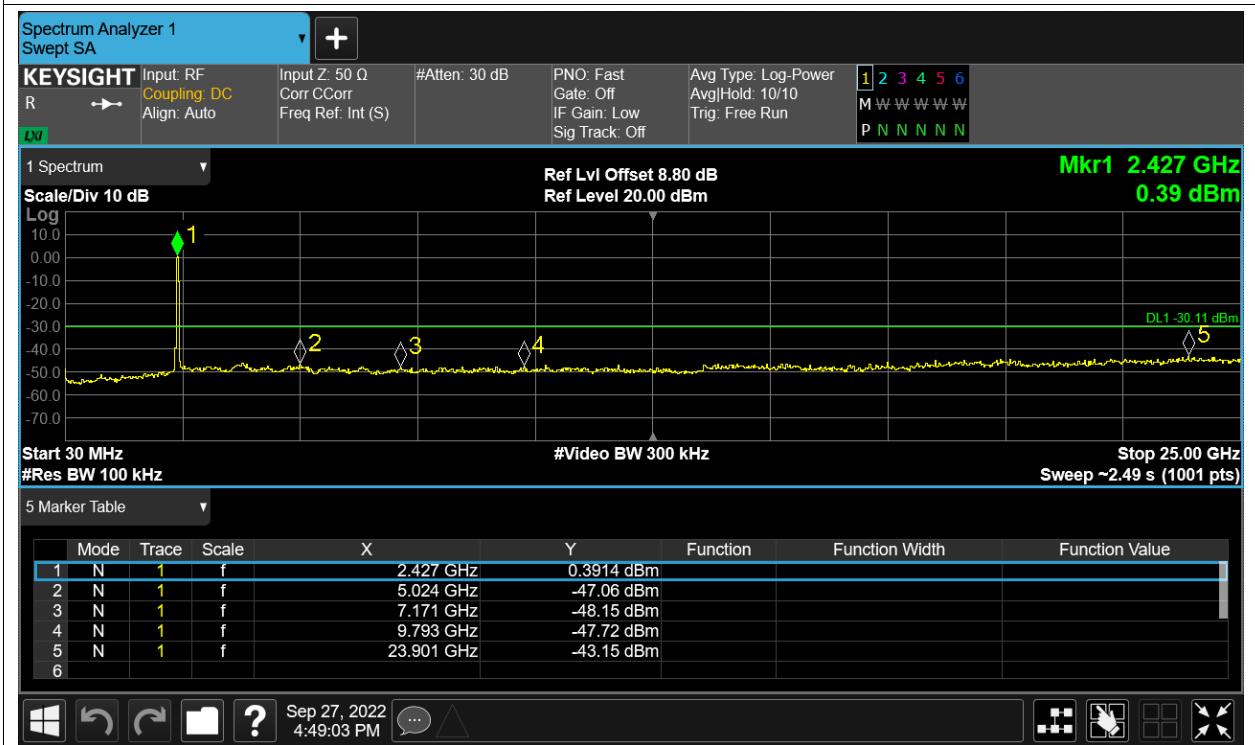 Spectrum Analyzer 1
Swept SA
+
KEYSIGHT
R
LXI
Input: RF
Coupling: DC
Align: Auto
Input Z: 50 Ω
Corr CCorr
Freq Ref: Int (S)
#Atten: 30 dB
PNO: Fast
Gate: Off
IF Gain: Low
Sig Track: Off
Avg Type: Log-Power
Avg|Hold: 10/10
Trig: Free Run
1 2 3 4 5 6
M W W W W W
P N N N N N
1 Spectrum
Scale/Div 10 dB
Ref Lvl Offset 8.80 dB
Ref Level 20.00 dBm
Mkr1 2.427 GHz
0.39 dBm
Log
10.0
0.00
-10.0
-20.0
-30.0
-40.0
-50.0
-60.0
-70.0
1
2
3
4
5
DL1 -30.11 dBm
Start 30 MHz
#Res BW 100 kHz
#Video BW 300 kHz
Stop 25.00 GHz
Sweep ~2.49 s (1001 pts)
5 Marker Table
Mode Trace Scale X Y Function Function Width Function Value
1 N 1 f 2.427 GHz 0.3914 dBm
2 N 1 f 5.024 GHz -47.06 dBm
3 N 1 f 7.171 GHz -48.15 dBm
4 N 1 f 9.793 GHz -47.72 dBm
5 N 1 f 23.901 GHz -43.15 dBm
6
?
Sep 27, 2022
4:49:03 PM